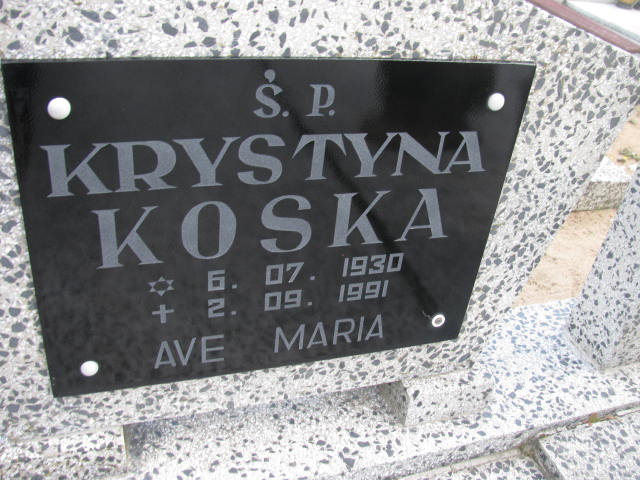 Ś. P.
KRYSTYNA
KOSKA
✡ 6. 07. 1930
+ 2. 09. 1991
AVE MARIA